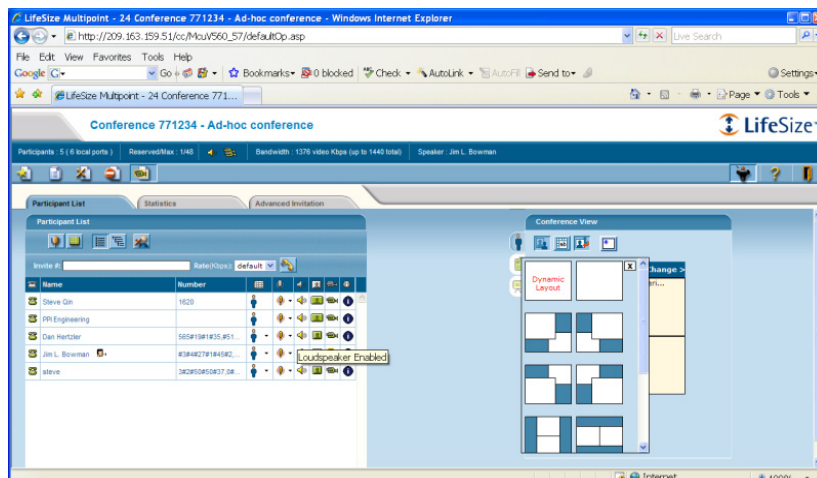 LifeSize Multipoint - 24 Conference 771234 - Ad-hoc conference - Windows Internet Explorer
http://209.163.159.51/cc/McuV560_57/defaultOp.asp
Live Search
File Edit View Favorites Tools Help
Google G Go Bookmarks 0 blocked Check AutoLink AutoFill Send to Settings
LifeSize Multipoint - 24 Conference 771... Page Tools
Conference 771234 - Ad-hoc conference
LifeSize
Participants : 5 ( 6 local ports ) Reserved/Max : 1/48 Bandwidth : 1376 video Kbps (up to 1440 total) Speaker : Jim L. Bowman
Participant List Statistics Advanced Invitation
Participant List Conference View
Invite #: Rate(Kbps): default
Name Number
Steve Gin 1620
PPI Engineering
Dan Hertzler 565#19#1#35,#51...
Jim L. Bowman #3#4#27#1#45#2,...
Loudspeaker Enabled
steve 3#2#50#50#37,0#...
X
Change >
Dynamic
Layout
Internet